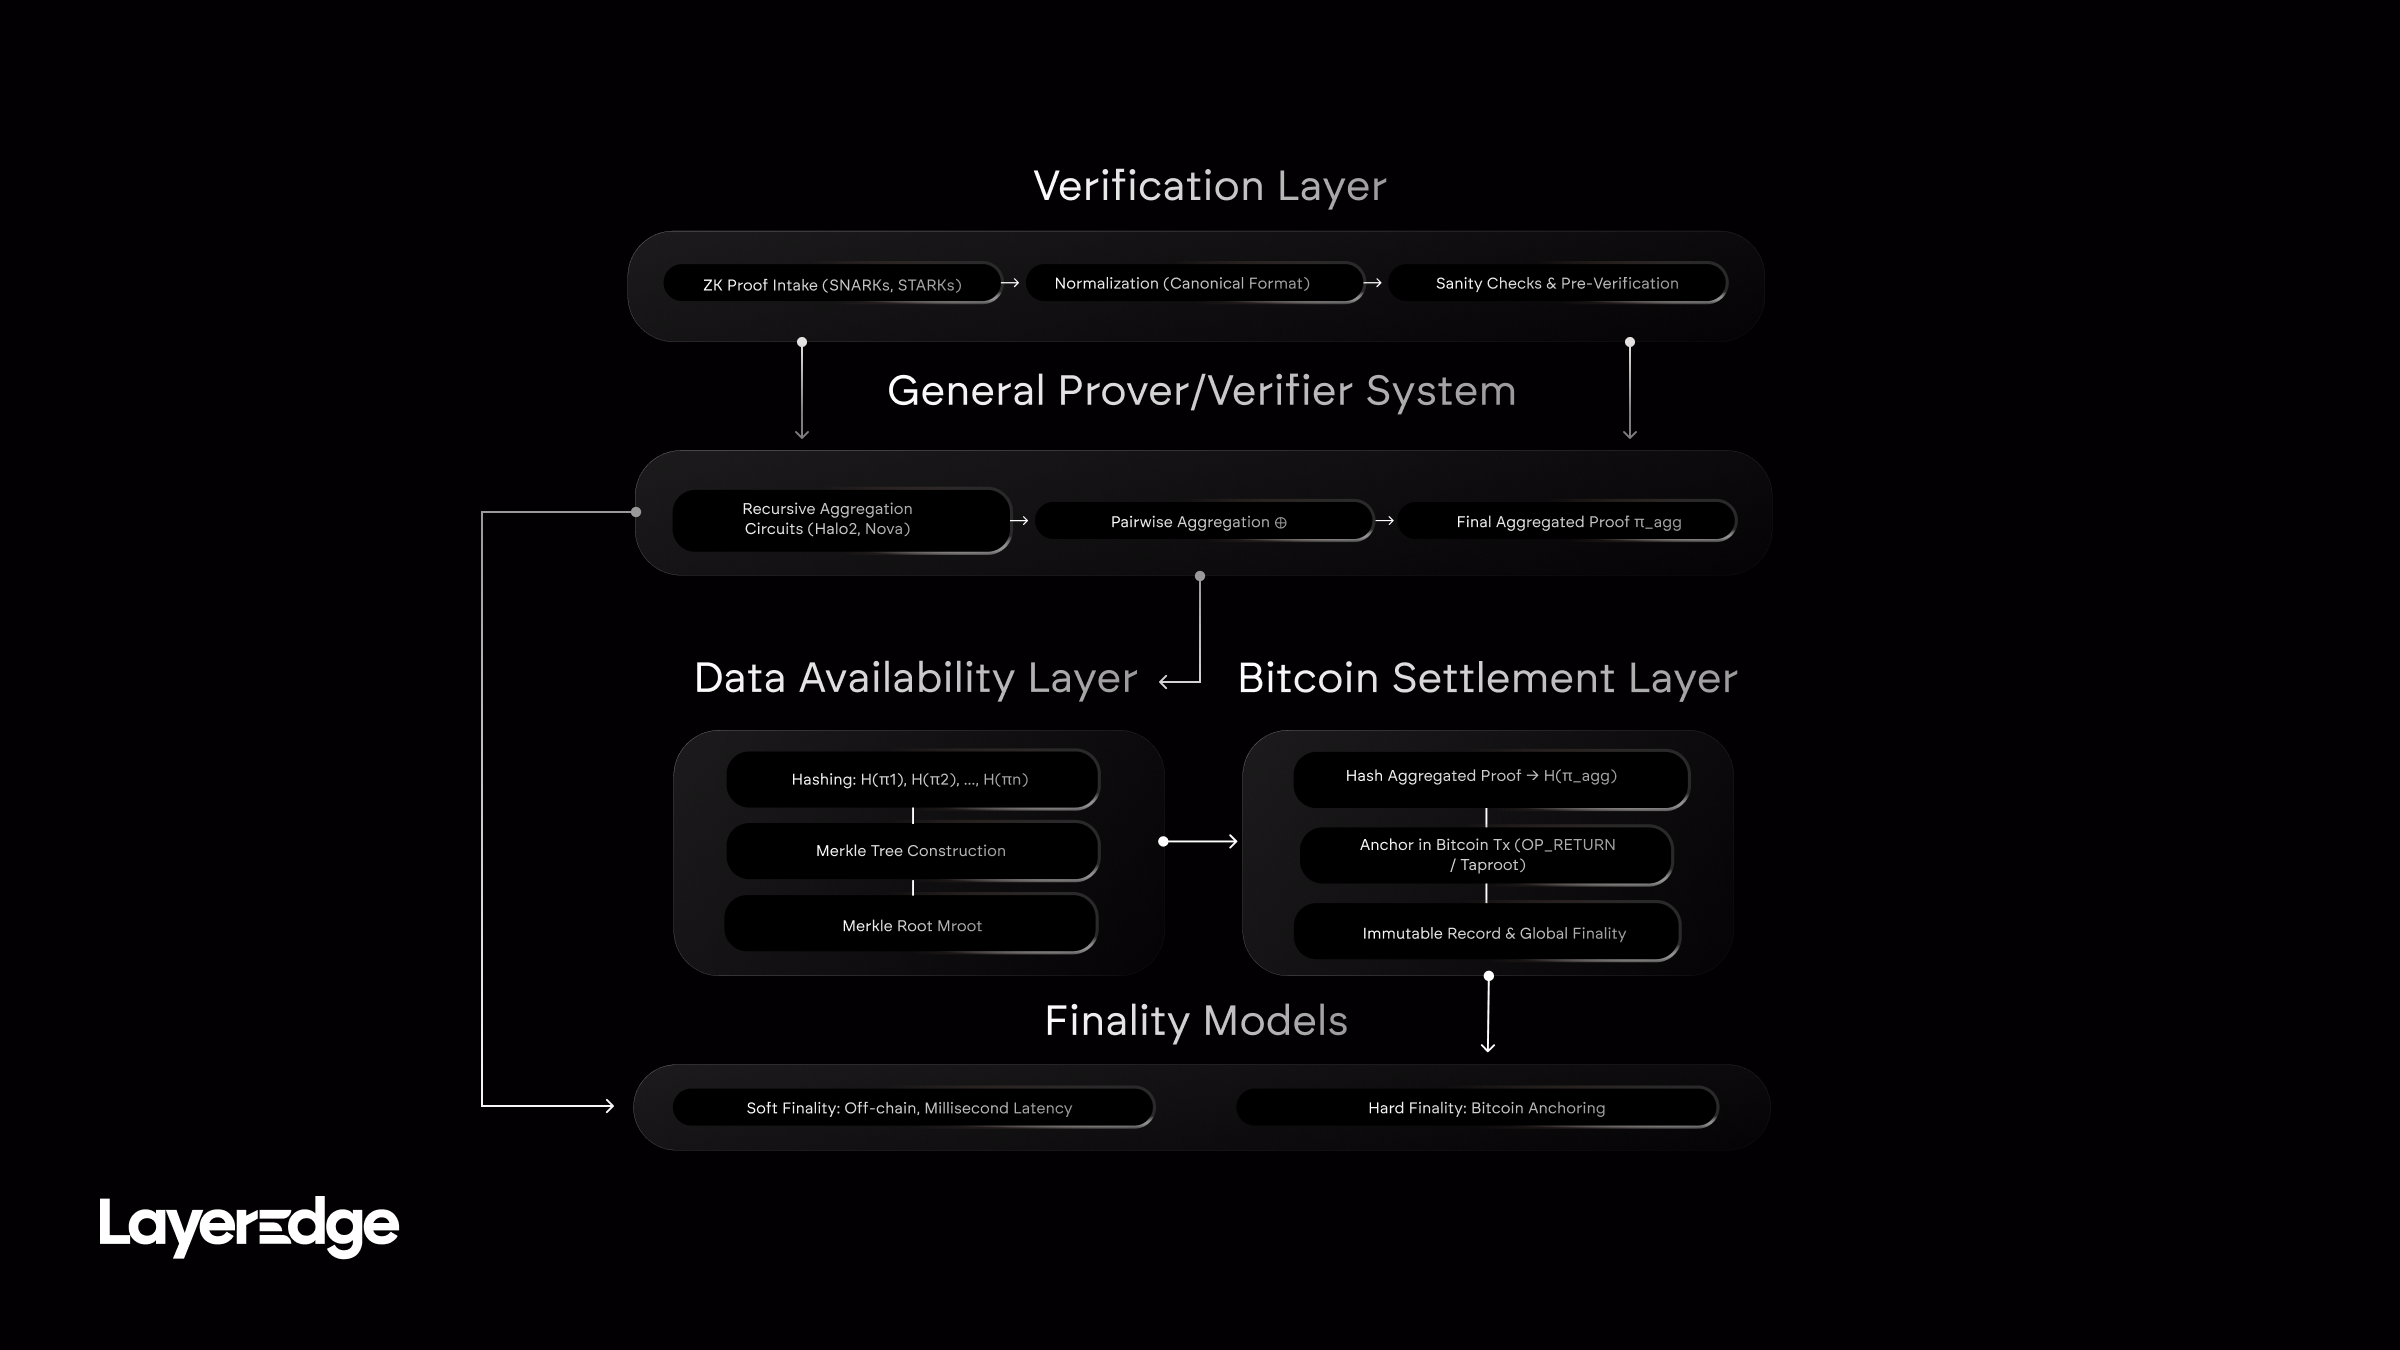 Verification Layer
ZK Proof Intake (SNARKs, STARKs)
Normalization (Canonical Format)
Sanity Checks & Pre-Verification
General Prover/Verifier System
Recursive Aggregation
Circuits (Halo2, Nova)
Pairwise Aggregation ⊕
Final Aggregated Proof π_agg
Data Availability Layer
Hashing: H(π1), H(π2), ..., H(πn)
Merkle Tree Construction
Merkle Root Mroot
Bitcoin Settlement Layer
Hash Aggregated Proof → H(π_agg)
Anchor in Bitcoin Tx (OP_RETURN
/ Taproot)
Immutable Record & Global Finality
Finality Models
Soft Finality: Off-chain, Millisecond Latency
Hard Finality: Bitcoin Anchoring
LayerEdge